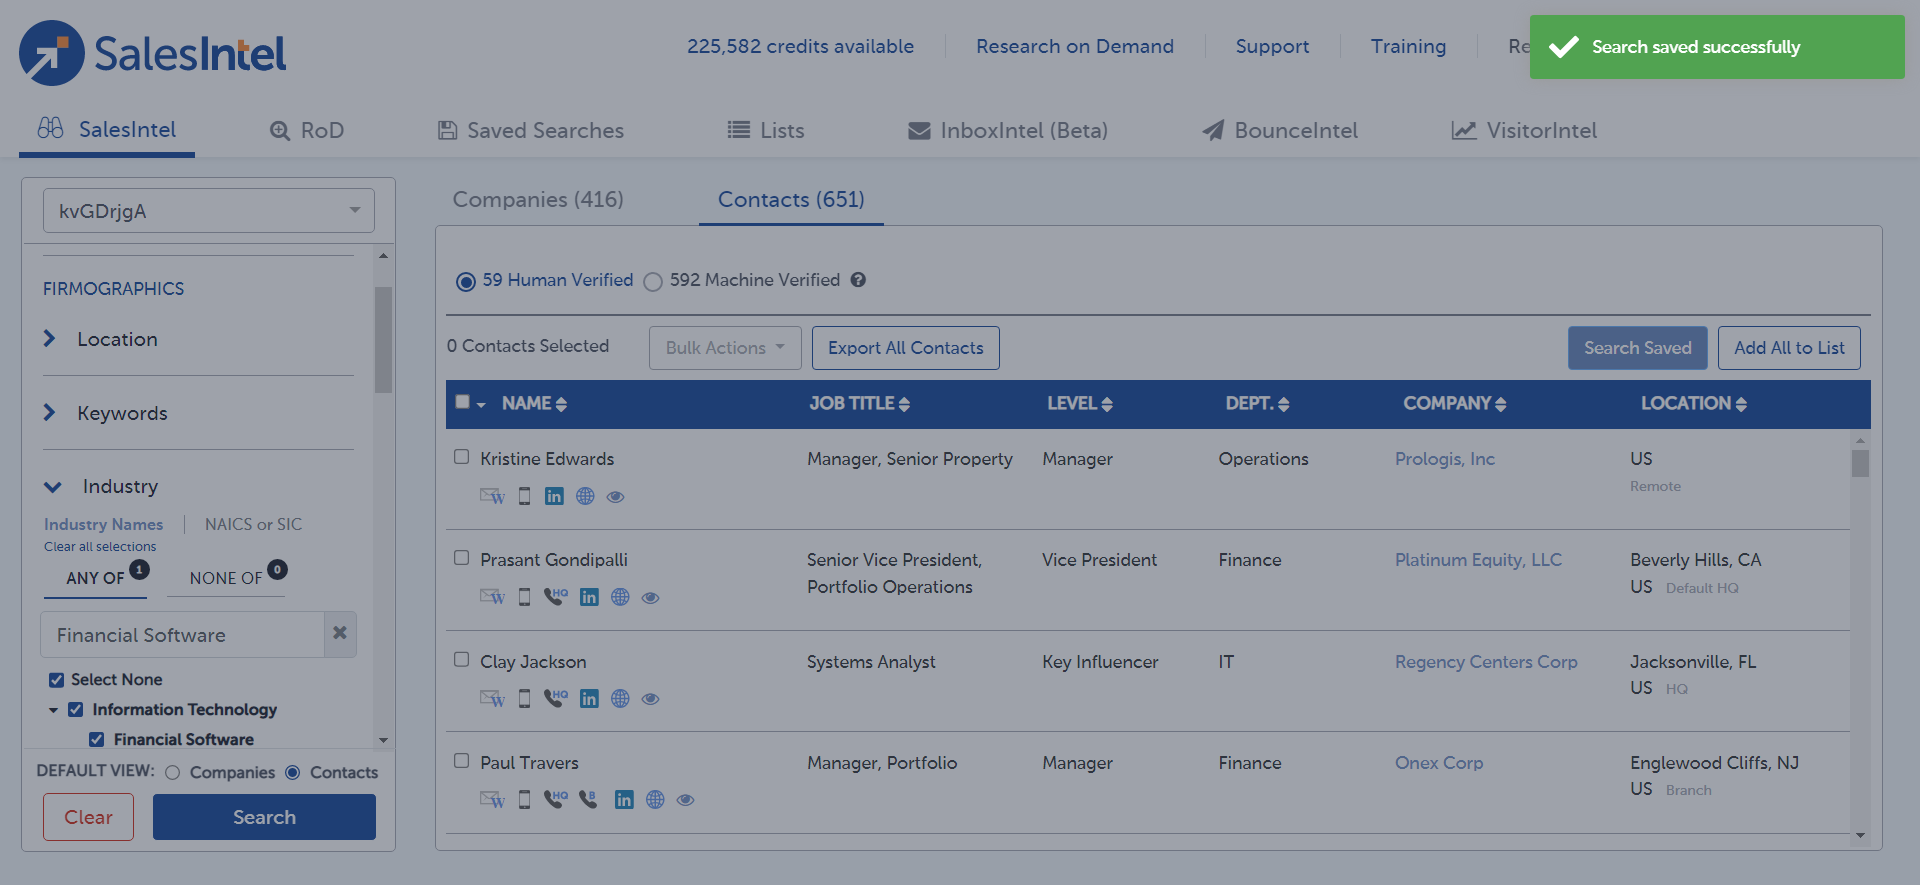 SalesIntel
225,582 credits available
Research on Demand
Support
Training
Re
Search saved successfully
SalesIntel
RoD
Saved Searches
Lists
InboxIntel (Beta)
BounceIntel
VisitorIntel
kvGDrjgA
FIRMOGRAPHICS
Location
Keywords
Industry
Industry Names
NAICS or SIC
Clear all selections
ANY OF 1
NONE OF 0
Financial Software
Select None
Information Technology
Financial Software
DEFAULT VIEW: Companies Contacts
Clear
Search
Companies (416)
Contacts (651)
59 Human Verified
592 Machine Verified ?
0 Contacts Selected
Bulk Actions
Export All Contacts
Search Saved
Add All to List
NAME JOB TITLE LEVEL DEPT. COMPANY LOCATION
Kristine Edwards Manager, Senior Property Manager Operations Prologis, Inc US
Remote
W in
Prasant Gondipalli Senior Vice President, Vice President Finance Platinum Equity, LLC Beverly Hills, CA
Portfolio Operations US Default HQ
W HQ in
Clay Jackson Systems Analyst Key Influencer IT Regency Centers Corp Jacksonville, FL
US HQ
W HQ in
Paul Travers Manager, Portfolio Manager Finance Onex Corp Englewood Cliffs, NJ
US Branch
W HQ B in